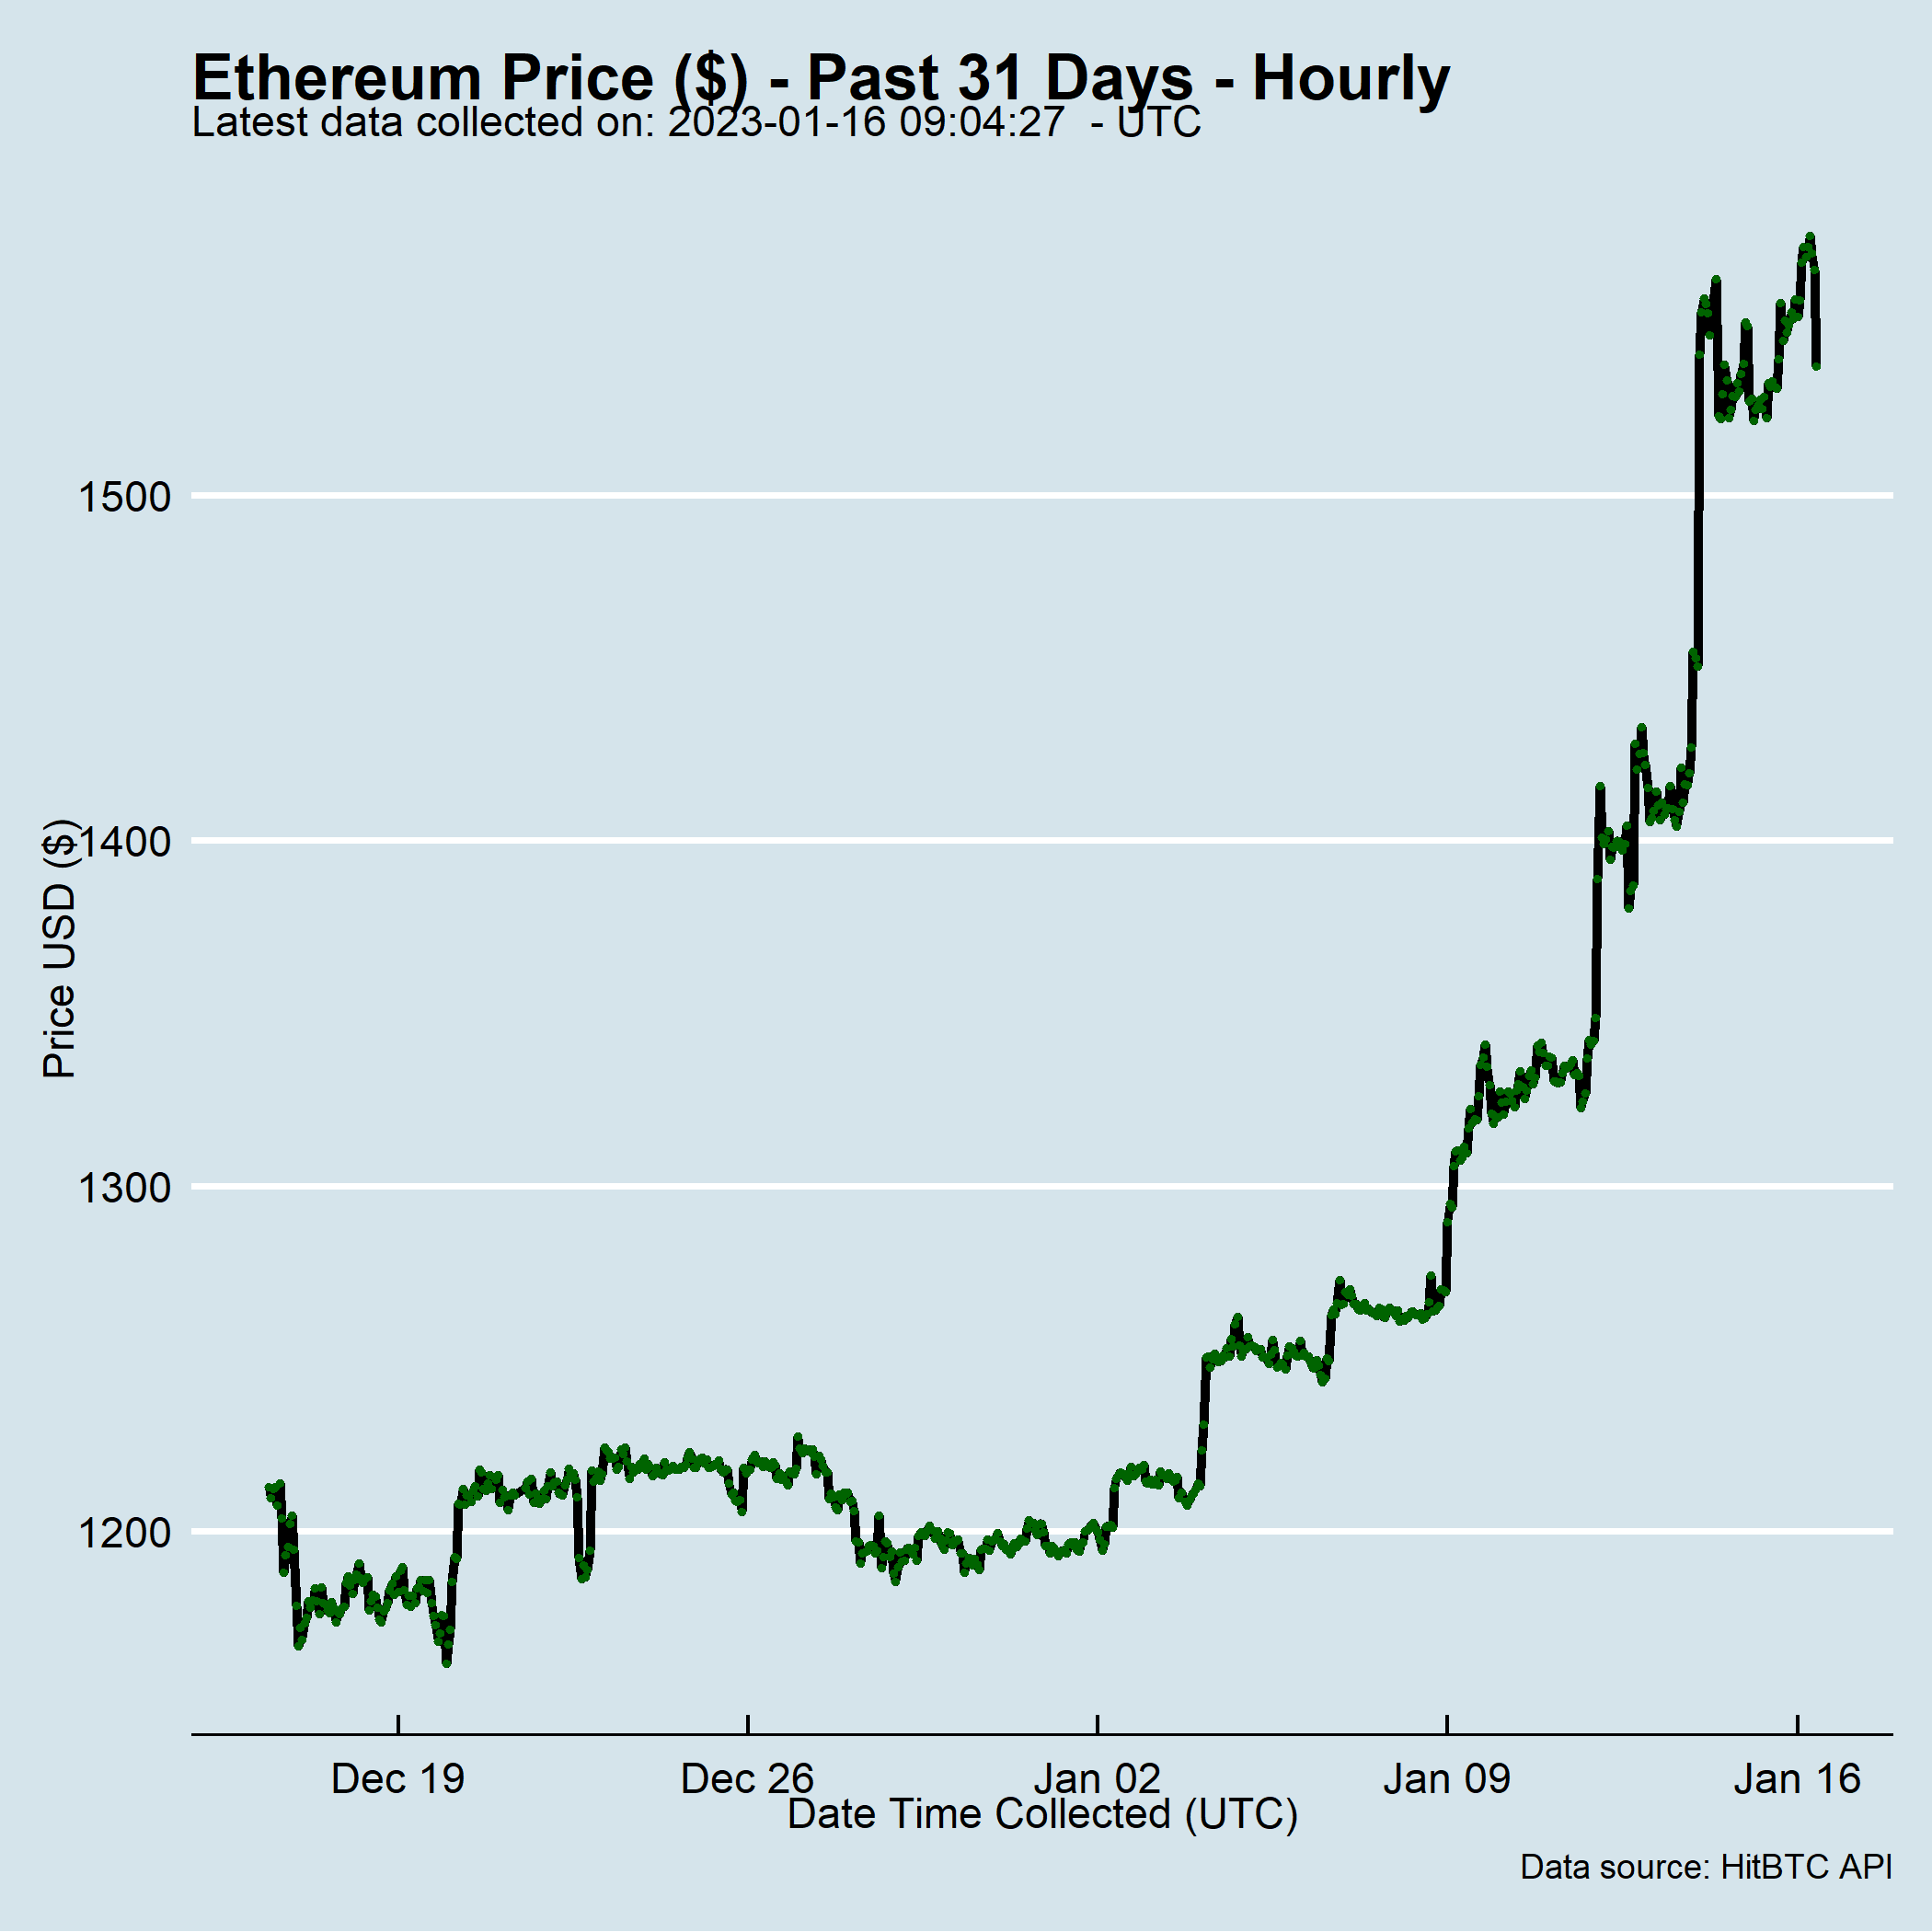 Ethereum Price ($) - Past 31 Days - Hourly
Latest data collected on: 2023-01-16 09:04:27  - UTC
1500
1400
1300
1200
Price USD ($)
Dec 19
Dec 26
Jan 02
Jan 09
Jan 16
Date Time Collected (UTC)
Data source: HitBTC API